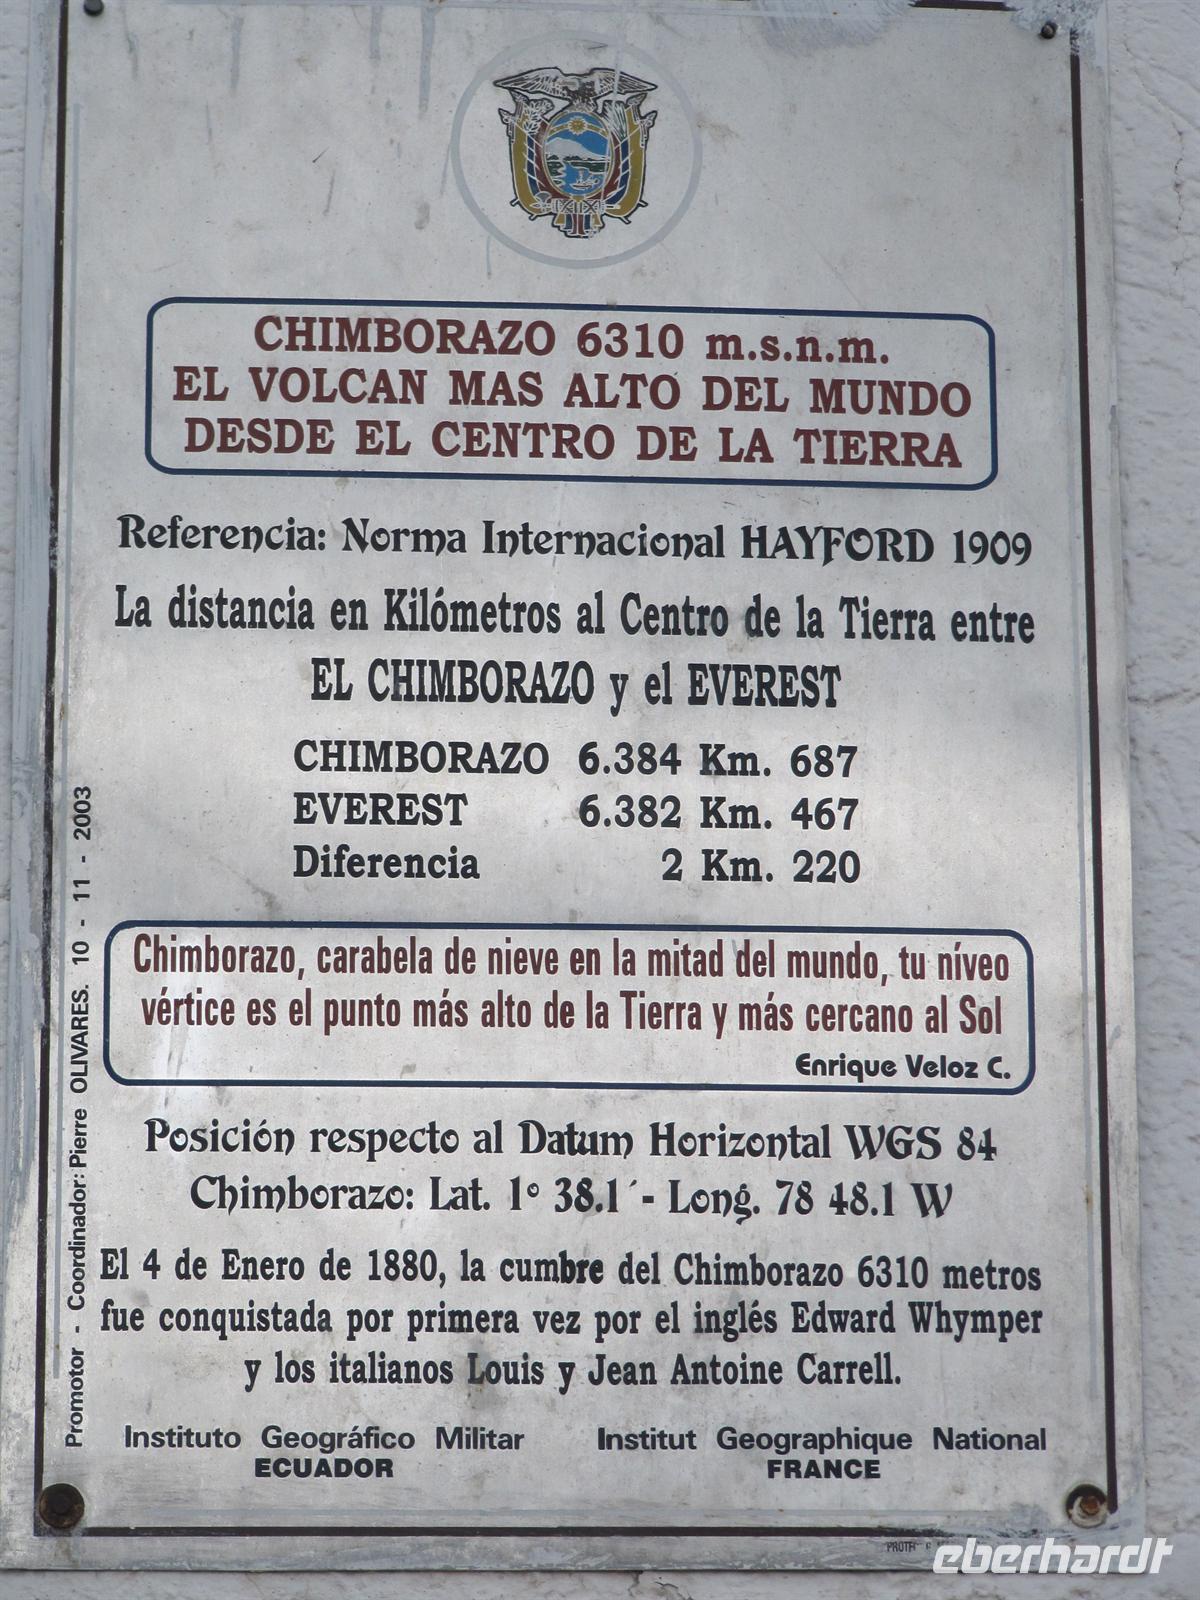 CHIMBORAZO 6310 m.s.n.m.
EL VOLCAN MAS ALTO DEL MUNDO
DESDE EL CENTRO DE LA TIERRA
Referencia: Norma Internacional HAYFORD 1909
La distancia en Kilómetros al Centro de la Tierra entre
EL CHIMBORAZO y el EVEREST
CHIMBORAZO 6.384 Km. 687
EVEREST 6.382 Km. 467
Diferencia 2 Km. 220
Chimborazo, carabela de nieve en la mitad del mundo, tu níveo
vértice es el punto más alto de la Tierra y más cercano al Sol
Enrique Veloz C.
Posición respecto al Datum Horizontal WGS 84
Chimborazo: Lat. 1º 38.1´- Long. 78 48.1 W
El 4 de Enero de 1880, la cumbre del Chimborazo 6310 metros
fue conquistada por primera vez por el inglés Edward Whymper
y los italianos Louis y Jean Antoine Carrell.
Instituto Geográfico Militar Institut Geographique National
ECUADOR FRANCE
Promotor - Coordinador: Pierre OLIVARES. 10 - 11 - 2003
eberhardt